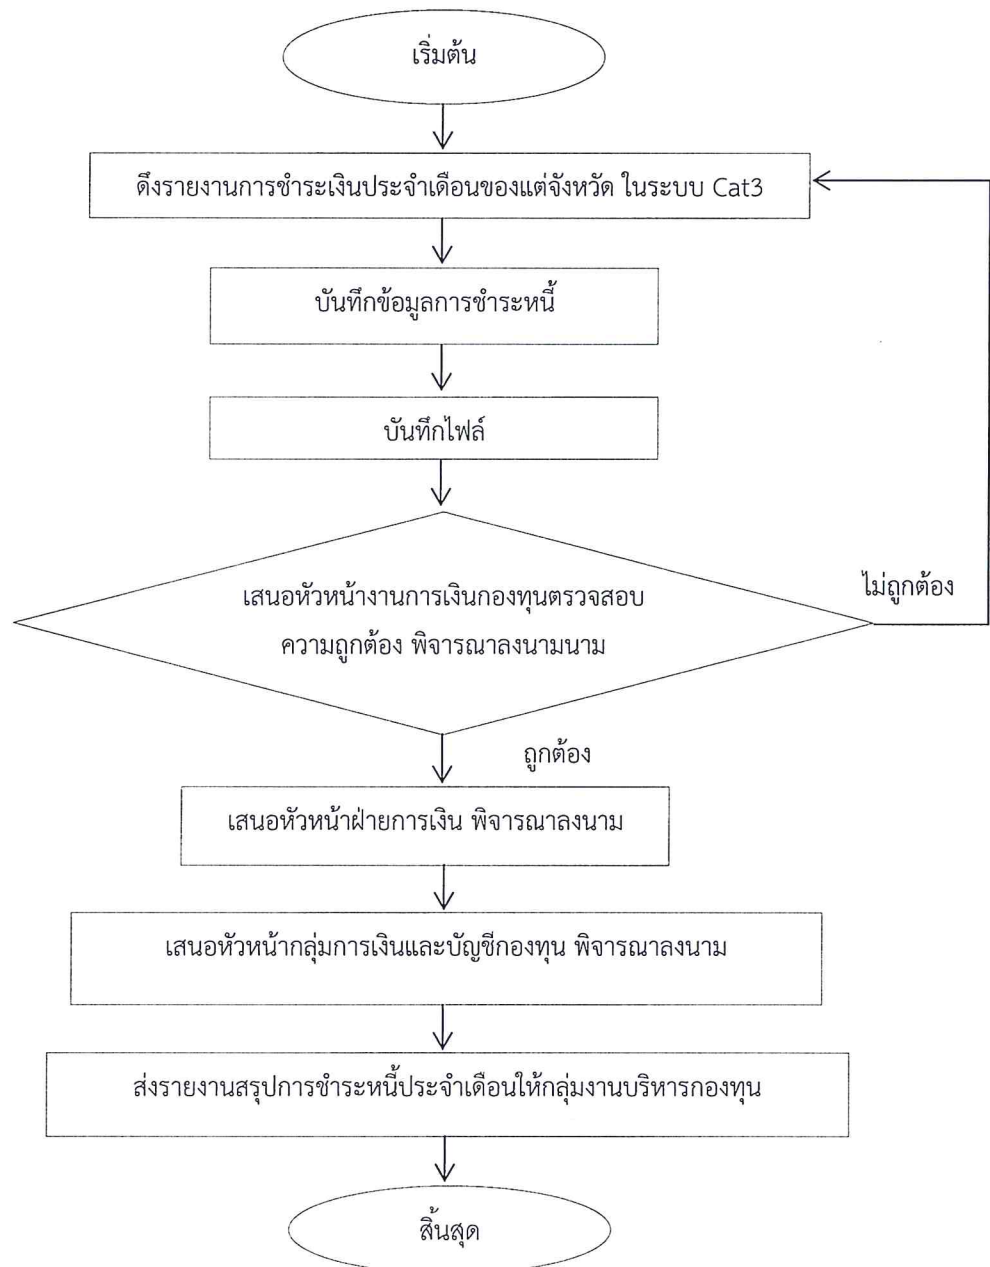 เริ่มต้น
ดึงรายงานการชำระเงินประจำเดือนของแต่จังหวัด ในระบบ Cat3
บันทึกข้อมูลการชำระหนี้
บันทึกไฟล์
เสนอหัวหน้างานการเงินกองทุนตรวจสอบ
ความถูกต้อง พิจารณาลงนามนาม
ไม่ถูกต้อง
ถูกต้อง
เสนอหัวหน้าฝ่ายการเงิน พิจารณาลงนาม
เสนอหัวหน้ากลุ่มการเงินและบัญชีกองทุน พิจารณาลงนาม
ส่งรายงานสรุปการชำระหนี้ประจำเดือนให้กลุ่มงานบริหารกองทุน
สิ้นสุด